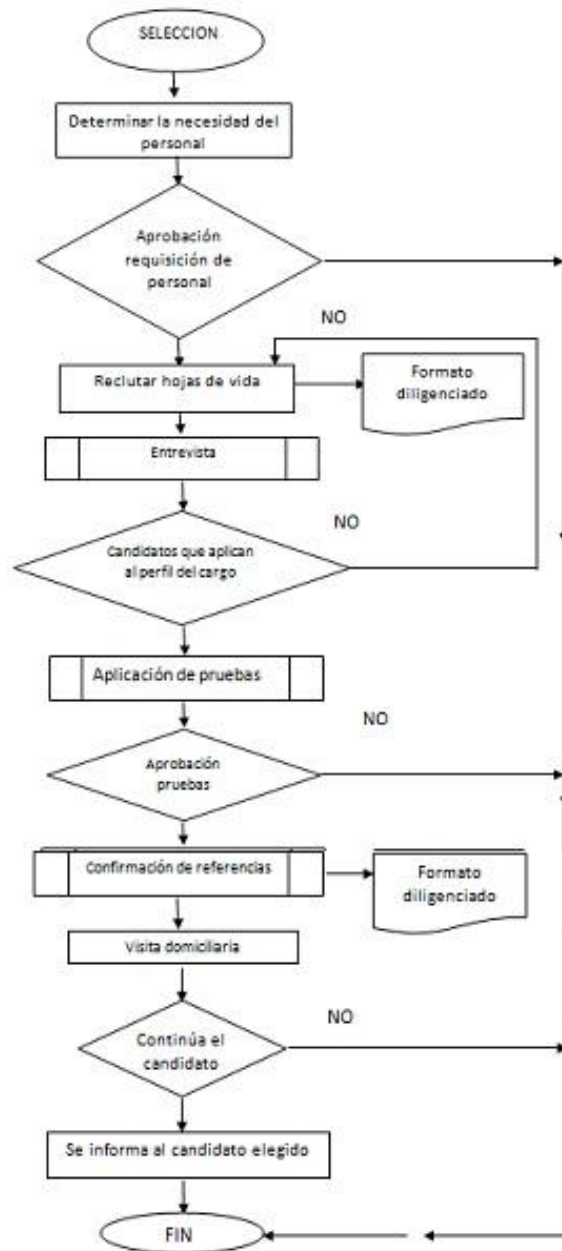 SELECCION
Determinar la necesidad del
personal
Aprobación
requisición de
personal
NO
Reclutar hojas de vida
Formato
diligenciado
Entrevista
NO
Candidatos que aplican
al perfil del cargo
Aplicación de pruebas
NO
Aprobación
pruebas
Confirmación de referencias
Formato
diligenciado
Visita domiciliaria
NO
Continúa el
candidato
Se informa al candidato elegido
FIN